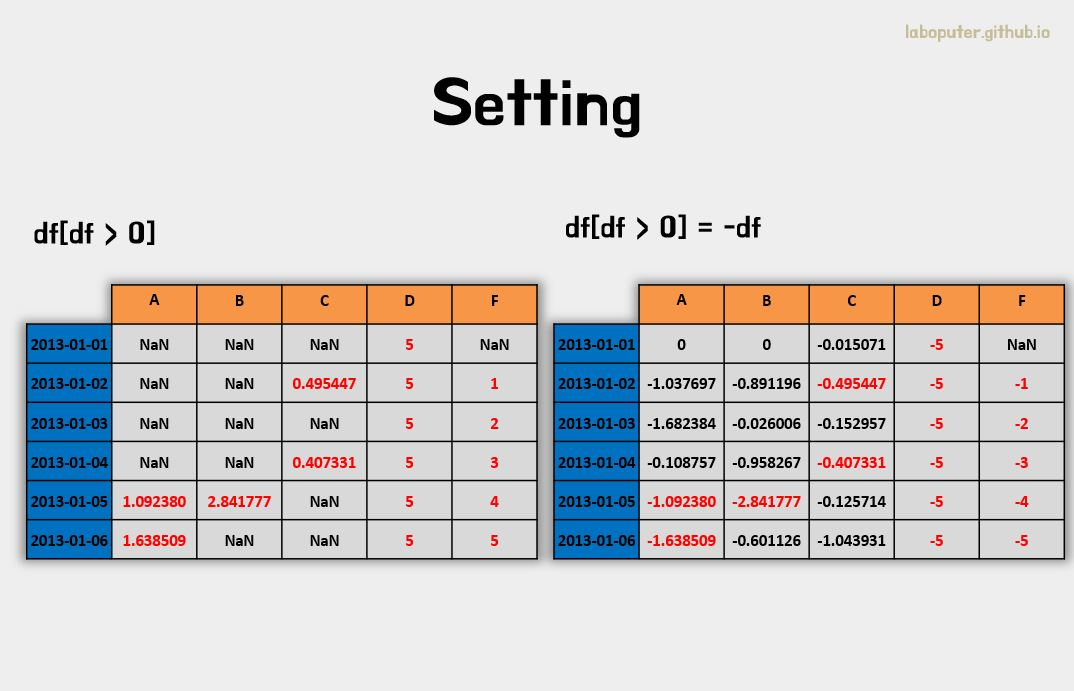 laboputer.github.io
Setting
df[df > 0]
A B C D F
2013-01-01 NaN NaN NaN 5 NaN
2013-01-02 NaN NaN 0.495447 5 1
2013-01-03 NaN NaN NaN 5 2
2013-01-04 NaN NaN 0.407331 5 3
2013-01-05 1.092380 2.841777 NaN 5 4
2013-01-06 1.638509 NaN NaN 5 5
df[df > 0] = -df
A B C D F
2013-01-01 0 0 -0.015071 -5 NaN
2013-01-02 -1.037697 -0.891196 -0.495447 -5 -1
2013-01-03 -1.682384 -0.026006 -0.152957 -5 -2
2013-01-04 -0.108757 -0.958267 -0.407331 -5 -3
2013-01-05 -1.092380 -2.841777 -0.125714 -5 -4
2013-01-06 -1.638509 -0.601126 -1.043931 -5 -5